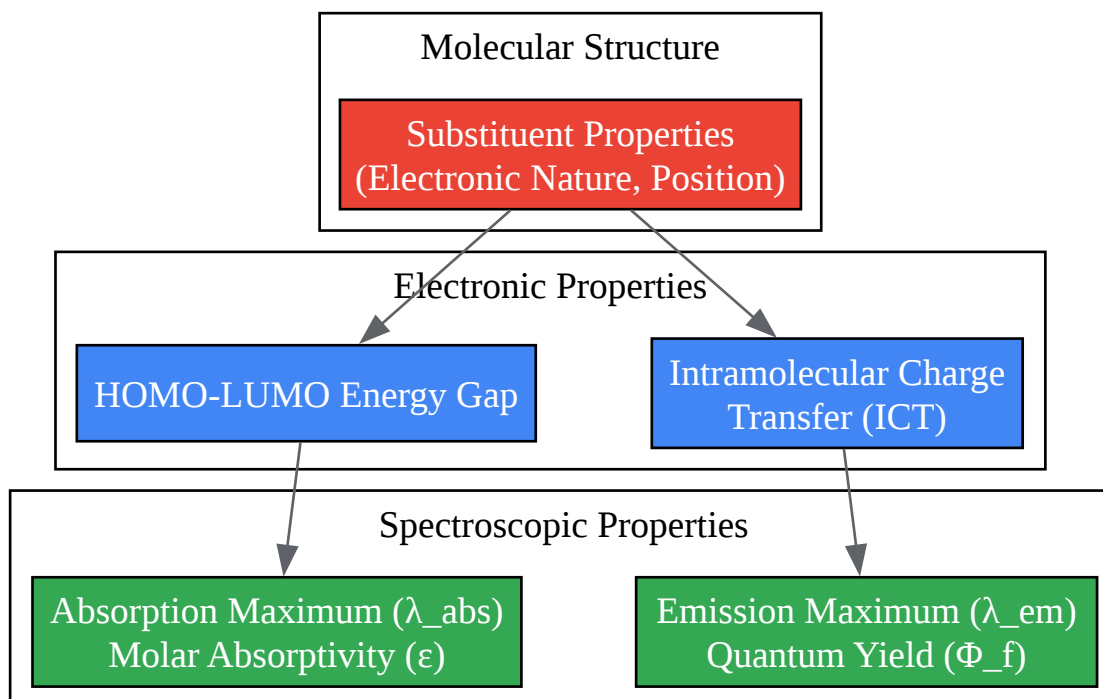 Molecular Structure
Substituent Properties
(Electronic Nature, Position)
Electronic Properties
HOMO-LUMO Energy Gap
Intramolecular Charge
Transfer (ICT)
Spectroscopic Properties
Absorption Maximum (λ_abs)
Molar Absorptivity (ε)
Emission Maximum (λ_em)
Quantum Yield (Φ_f)